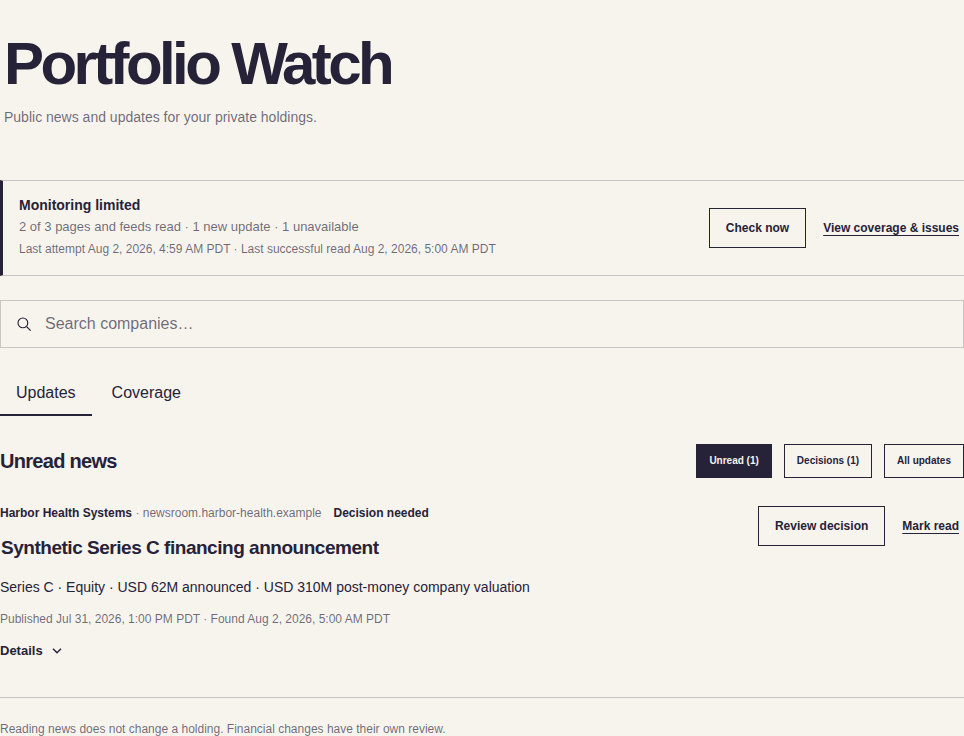 Portfolio Watch
Public news and updates for your private holdings.
Monitoring limited
2 of 3 pages and feeds read · 1 new update · 1 unavailable
Last attempt Aug 2, 2026, 4:59 AM PDT · Last successful read Aug 2, 2026, 5:00 AM PDT
Check now
View coverage & issues
Search companies…
Updates
Coverage
Unread news
Unread (1)
Decisions (1)
All updates
Harbor Health Systems · newsroom.harbor-health.example Decision needed
Review decision
Mark read
Synthetic Series C financing announcement
Series C · Equity · USD 62M announced · USD 310M post-money company valuation
Published Jul 31, 2026, 1:00 PM PDT · Found Aug 2, 2026, 5:00 AM PDT
Details
Reading news does not change a holding. Financial changes have their own review.